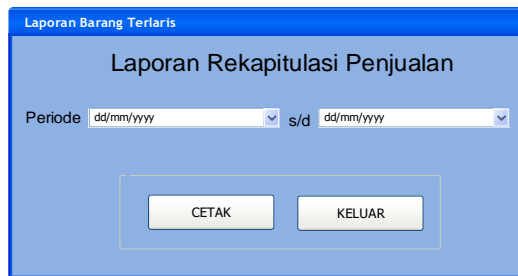 Laporan Barang Terlaris
Laporan Rekapitulasi Penjualan
Periode dd/mm/yyyy s/d dd/mm/yyyy
CETAK KELUAR